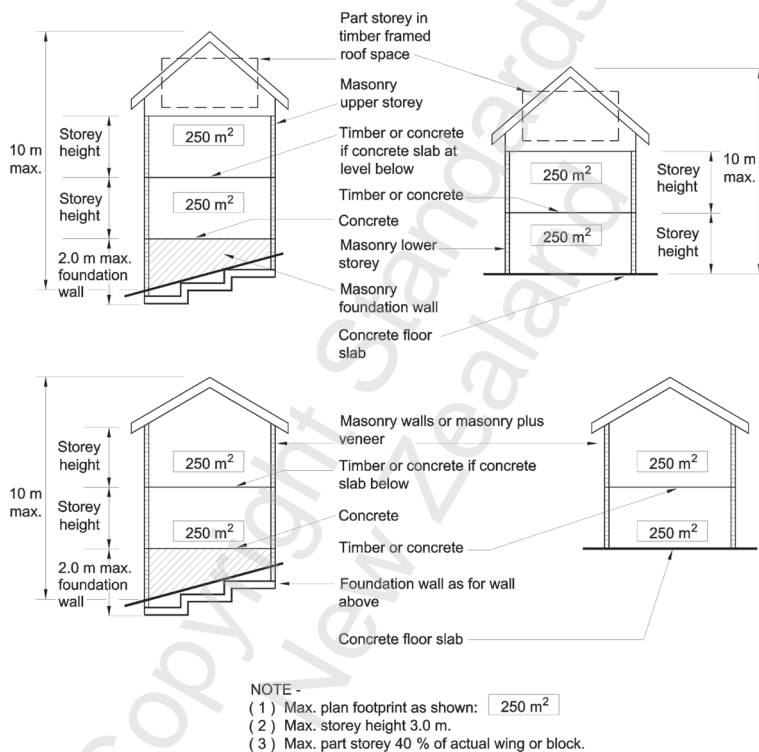 Part storey in
timber framed
roof space
Masonry
upper storey
10 m
max.
Storey
height
250 m²
Timber or concrete
if concrete slab at
level below
Storey
height
250 m²
Timber or concrete
Concrete
2.0 m max.
foundation
wall
Masonry lower
storey
Masonry
foundation wall
Concrete floor
slab
250 m²
Storey
height
10 m
max.
250 m²
Storey
height
10 m
max.
Storey
height
250 m²
Masonry walls or masonry plus
veneer
Timber or concrete if concrete
slab below
Storey
height
250 m²
Concrete
Timber or concrete
2.0 m max.
foundation
wall
Foundation wall as for wall
above
Concrete floor slab
250 m²
250 m²
NOTE -
( 1 ) Max. plan footprint as shown: 250 m²
( 2 ) Max. storey height 3.0 m.
( 3 ) Max. part storey 40 % of actual wing or block.
Copyright Standards
New Zealand